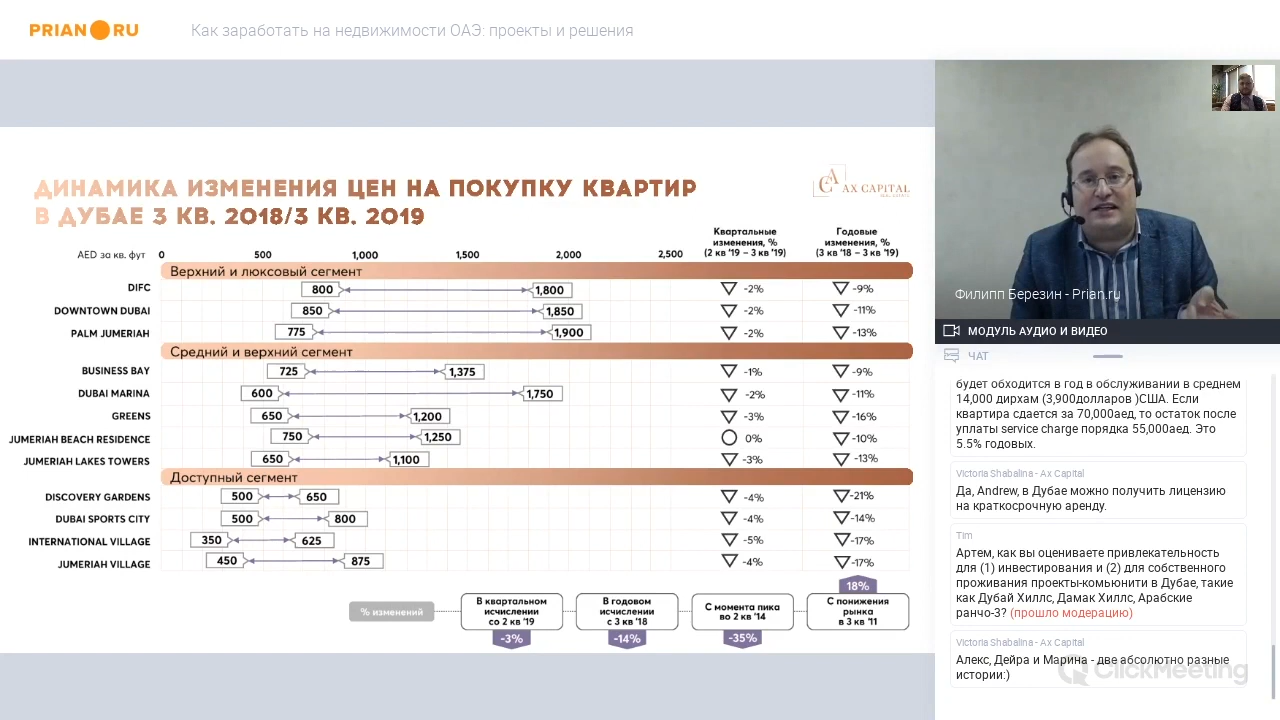 PRIAN RU
Как заработать на недвижимости ОАЭ: проекты и решения
ДИНАМИКА ИЗМЕНЕНИЯ ЦЕН НА ПОКУПКУ КВАРТИР
В ДУБАЕ 3 КВ. 2018/3 КВ. 2019
AX CAPITAL
AED за кв. фут 0 500 1,000 1,500 2,000 2,500
Квартальные
изменения, %
(2 кв '19 – 3 кв '19)
Годовые
изменения, %
(3 кв '18 – 3 кв '19)
Верхний и люксовый сегмент
DIFC 800 1,800 -2% -9%
DOWNTOWN DUBAI 850 1,850 -2% -11%
PALM JUMERIAH 775 1,900 -2% -13%
Средний и верхний сегмент
BUSINESS BAY 725 1,375 -1% -9%
DUBAI MARINA 600 1,750 -2% -11%
GREENS 650 1,200 -3% -16%
JUMERIAH BEACH RESIDENCE 750 1,250 0% -10%
JUMERIAH LAKES TOWERS 650 1,100 -3% -13%
Доступный сегмент
DISCOVERY GARDENS 500 650 -4% -21%
DUBAI SPORTS CITY 500 800 -4% -14%
INTERNATIONAL VILLAGE 350 625 -5% -17%
JUMERIAH VILLAGE 450 875 -4% -17%
% изменений
В квартальном
исчислении
со 2 кв '19
-3%
В годовом
исчислении
с 3 кв '18
-14%
С момента пика
во 2 кв '14
-35%
18%
С понижения
рынка
в 3 кв '11
Филипп Березин - Prian.ru
МОДУЛЬ АУДИО И ВИДЕО
ЧАТ
будет обходится в год в обслуживании в среднем
14,000 дирхам (3,900долларов )США. Если
квартира сдается за 70,000аед, то остаток после
уплаты service charge порядка 55,000аед. Это
5.5% годовых.
Victoria Shabalina - Ax Capital
Да, Andrew, в Дубае можно получить лицензию
на краткосрочную аренду.
Tim
Артем, как вы оцениваете привлекательность
для (1) инвестирования и (2) для собственного
проживания проекты-комьюнити в Дубае, такие
как Дубай Хиллс, Дамак Хиллс, Арабские
ранчо-3? (прошло модерацию)
Victoria Shabalina - Ax Capital
Алекс, Дейра и Марина - две абсолютно разные
истории:)
ClickMeeting